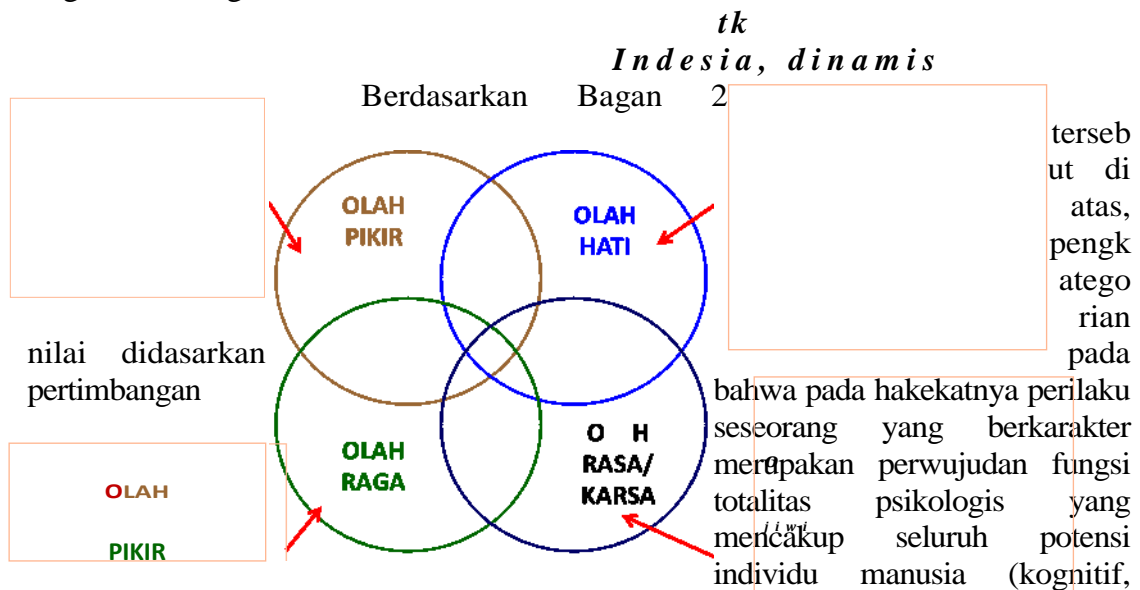 tk
Indesia, dinamis
Berdasarkan Bagan 2
terseb
ut di
atas,
pengk
atego
rian
pada
nilai didasarkan
pertimbangan
bahwa pada hakekatnya perilaku
seseorang yang berkarakter
merupakan perwujudan fungsi
totalitas psikologis yang
mencakup seluruh potensi
individu manusia (kognitif,
OLAH
PIKIR
OLAH
HATI
OLAH
RAGA
O H
RASA/
KARSA
OLAH
PIKIR